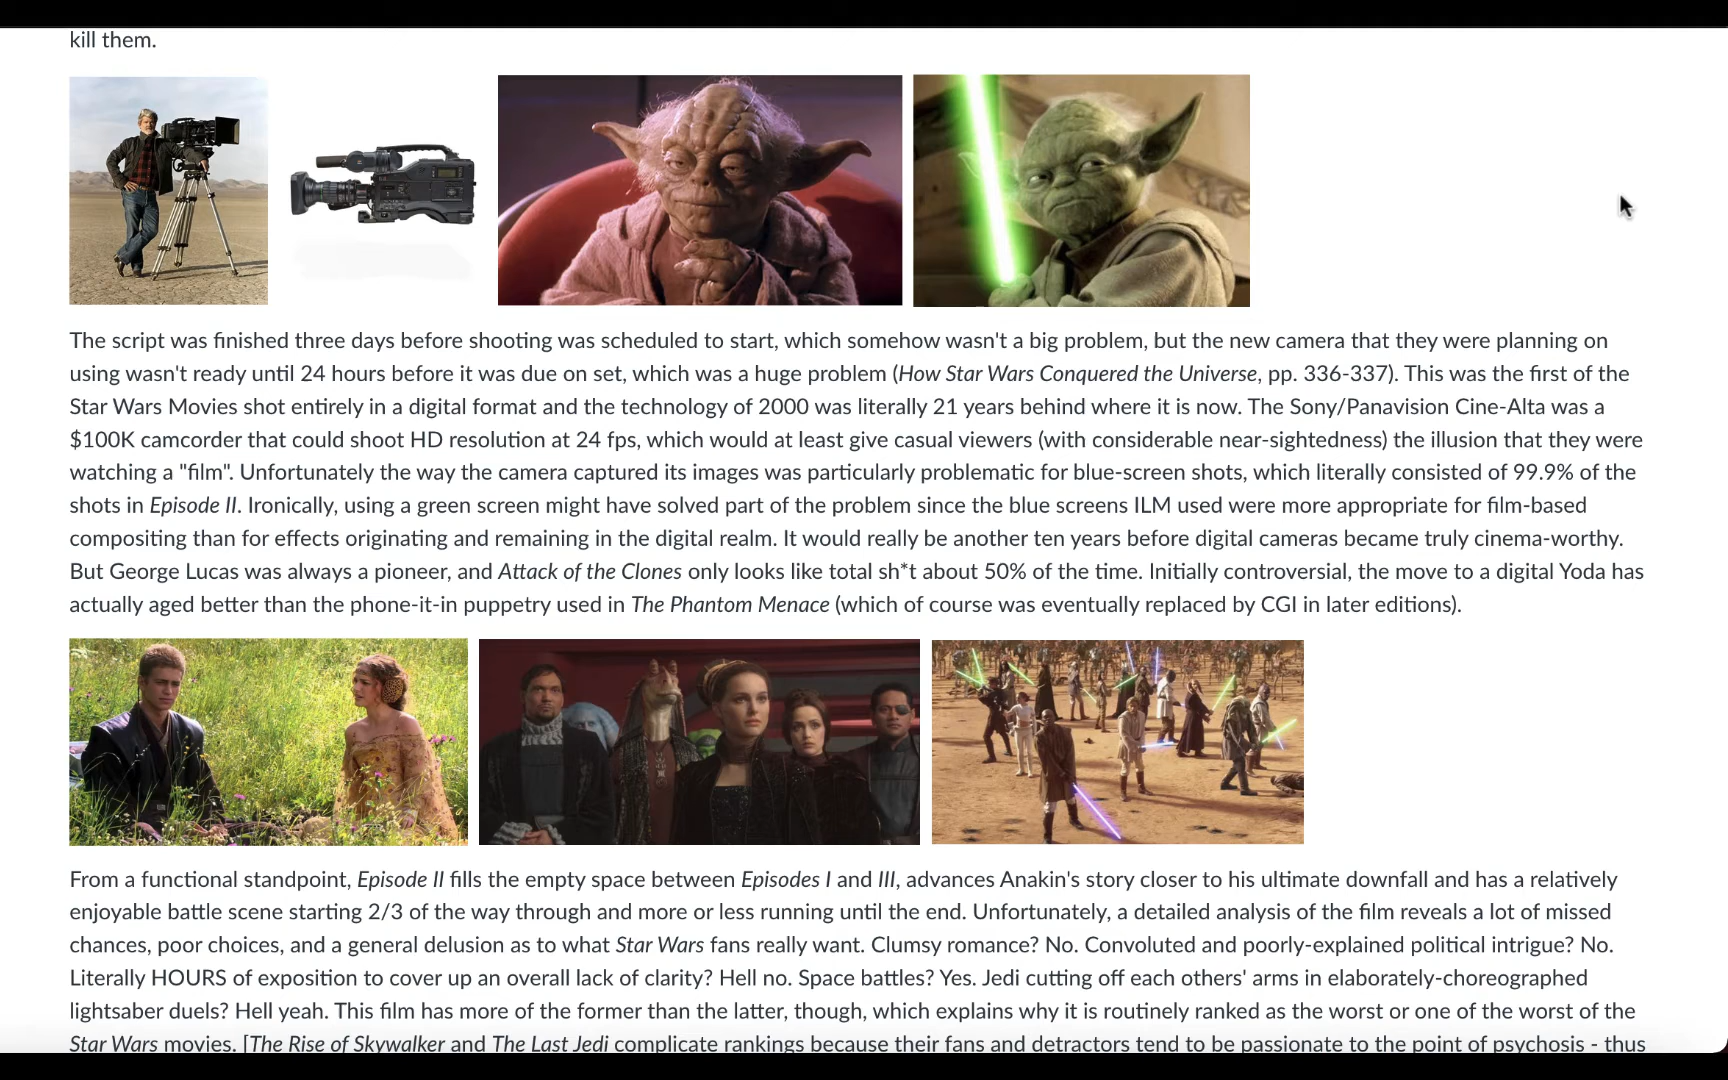 kill them.
The script was finished three days before shooting was scheduled to start, which somehow wasn't a big problem, but the new camera that they were planning on
using wasn't ready until 24 hours before it was due on set, which was a huge problem (How Star Wars Conquered the Universe, pp. 336-337). This was the first of the
Star Wars Movies shot entirely in a digital format and the technology of 2000 was literally 21 years behind where it is now. The Sony/Panavision Cine-Alta was a
$100K camcorder that could shoot HD resolution at 24 fps, which would at least give casual viewers (with considerable near-sightedness) the illusion that they were
watching a "film". Unfortunately the way the camera captured its images was particularly problematic for blue-screen shots, which literally consisted of 99.9% of the
shots in Episode II. Ironically, using a green screen might have solved part of the problem since the blue screens ILM used were more appropriate for film-based
compositing than for effects originating and remaining in the digital realm. It would really be another ten years before digital cameras became truly cinema-worthy.
But George Lucas was always a pioneer, and Attack of the Clones only looks like total sh*t about 50% of the time. Initially controversial, the move to a digital Yoda has
actually aged better than the phone-it-in puppetry used in The Phantom Menace (which of course was eventually replaced by CGI in later editions).
From a functional standpoint, Episode II fills the empty space between Episodes I and III, advances Anakin's story closer to his ultimate downfall and has a relatively
enjoyable battle scene starting 2/3 of the way through and more or less running until the end. Unfortunately, a detailed analysis of the film reveals a lot of missed
chances, poor choices, and a general delusion as to what Star Wars fans really want. Clumsy romance? No. Convoluted and poorly-explained political intrigue? No.
Literally HOURS of exposition to cover up an overall lack of clarity? Hell no. Space battles? Yes. Jedi cutting off each others' arms in elaborately-choreographed
lightsaber duels? Hell yeah. This film has more of the former than the latter, though, which explains why it is routinely ranked as the worst or one of the worst of the
Star Wars movies. [The Rise of Skywalker and The Last Jedi complicate rankings because their fans and detractors tend to be passionate to the point of psychosis - thus